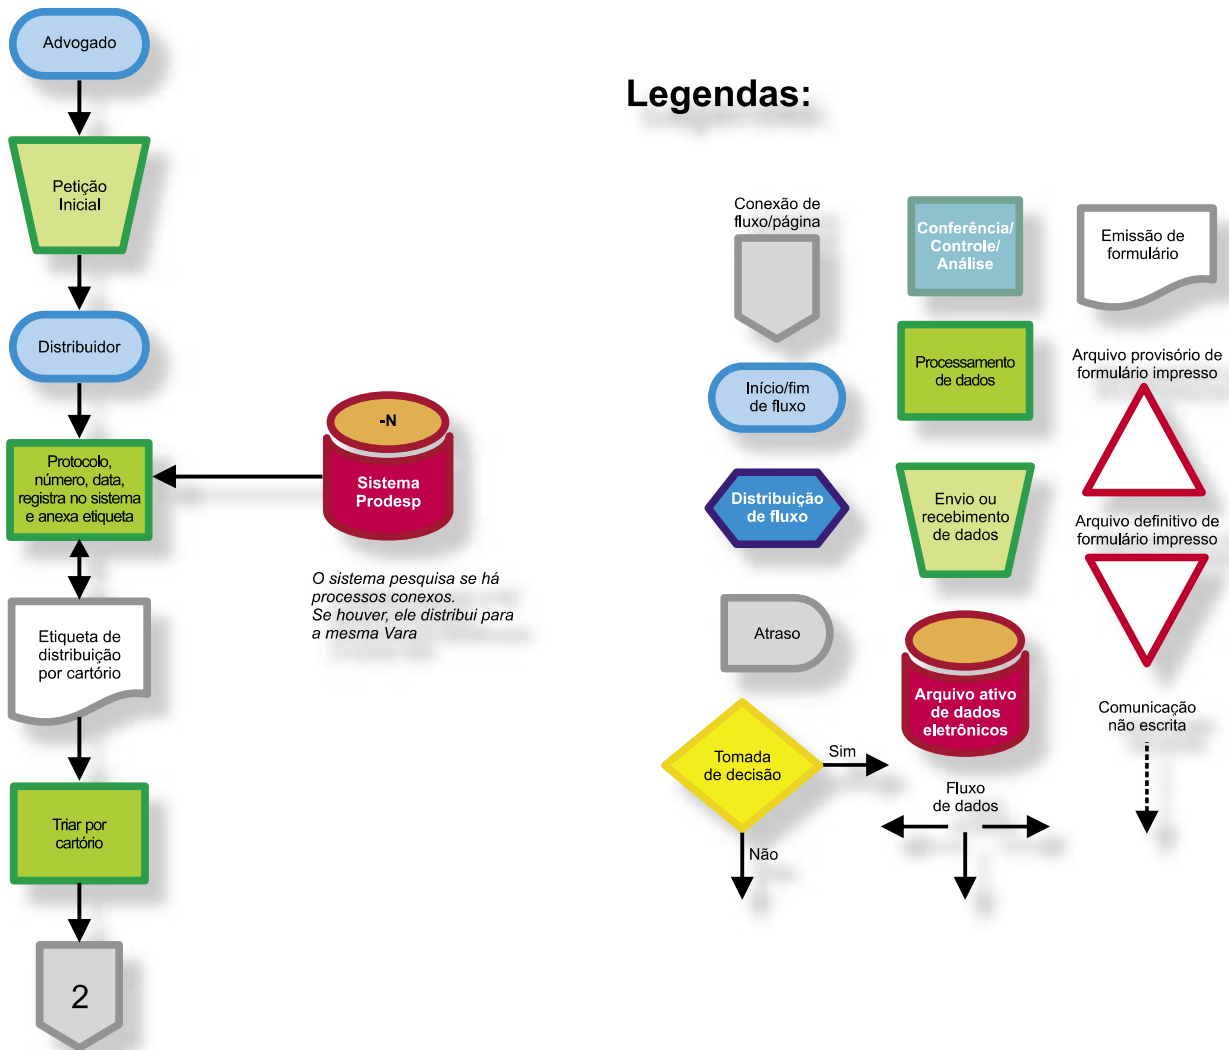 Advogado
Petição
Inicial
Distribuidor
Protocolo,
número, data,
registra no sistema
e anexa etiqueta
-N
Sistema
Prodesp
O sistema pesquisa se há
processos conexos.
Se houver, ele distribui para
a mesma Vara
Etiqueta de
distribuição
por cartório
Triar por
cartório
2
Legendas:
Conexão de
fluxo/página
Início/fim
de fluxo
Distribuição
de fluxo
Atraso
Tomada
de decisão
Sim
Não
Conferência/
Controle/
Análise
Processamento
de dados
Envio ou
recebimento
de dados
Arquivo ativo
de dados
eletrônicos
Fluxo
de dados
Emissão de
formulário
Arquivo provisório de
formulário impresso
Arquivo definitivo de
formulário impresso
Comunicação
não escrita